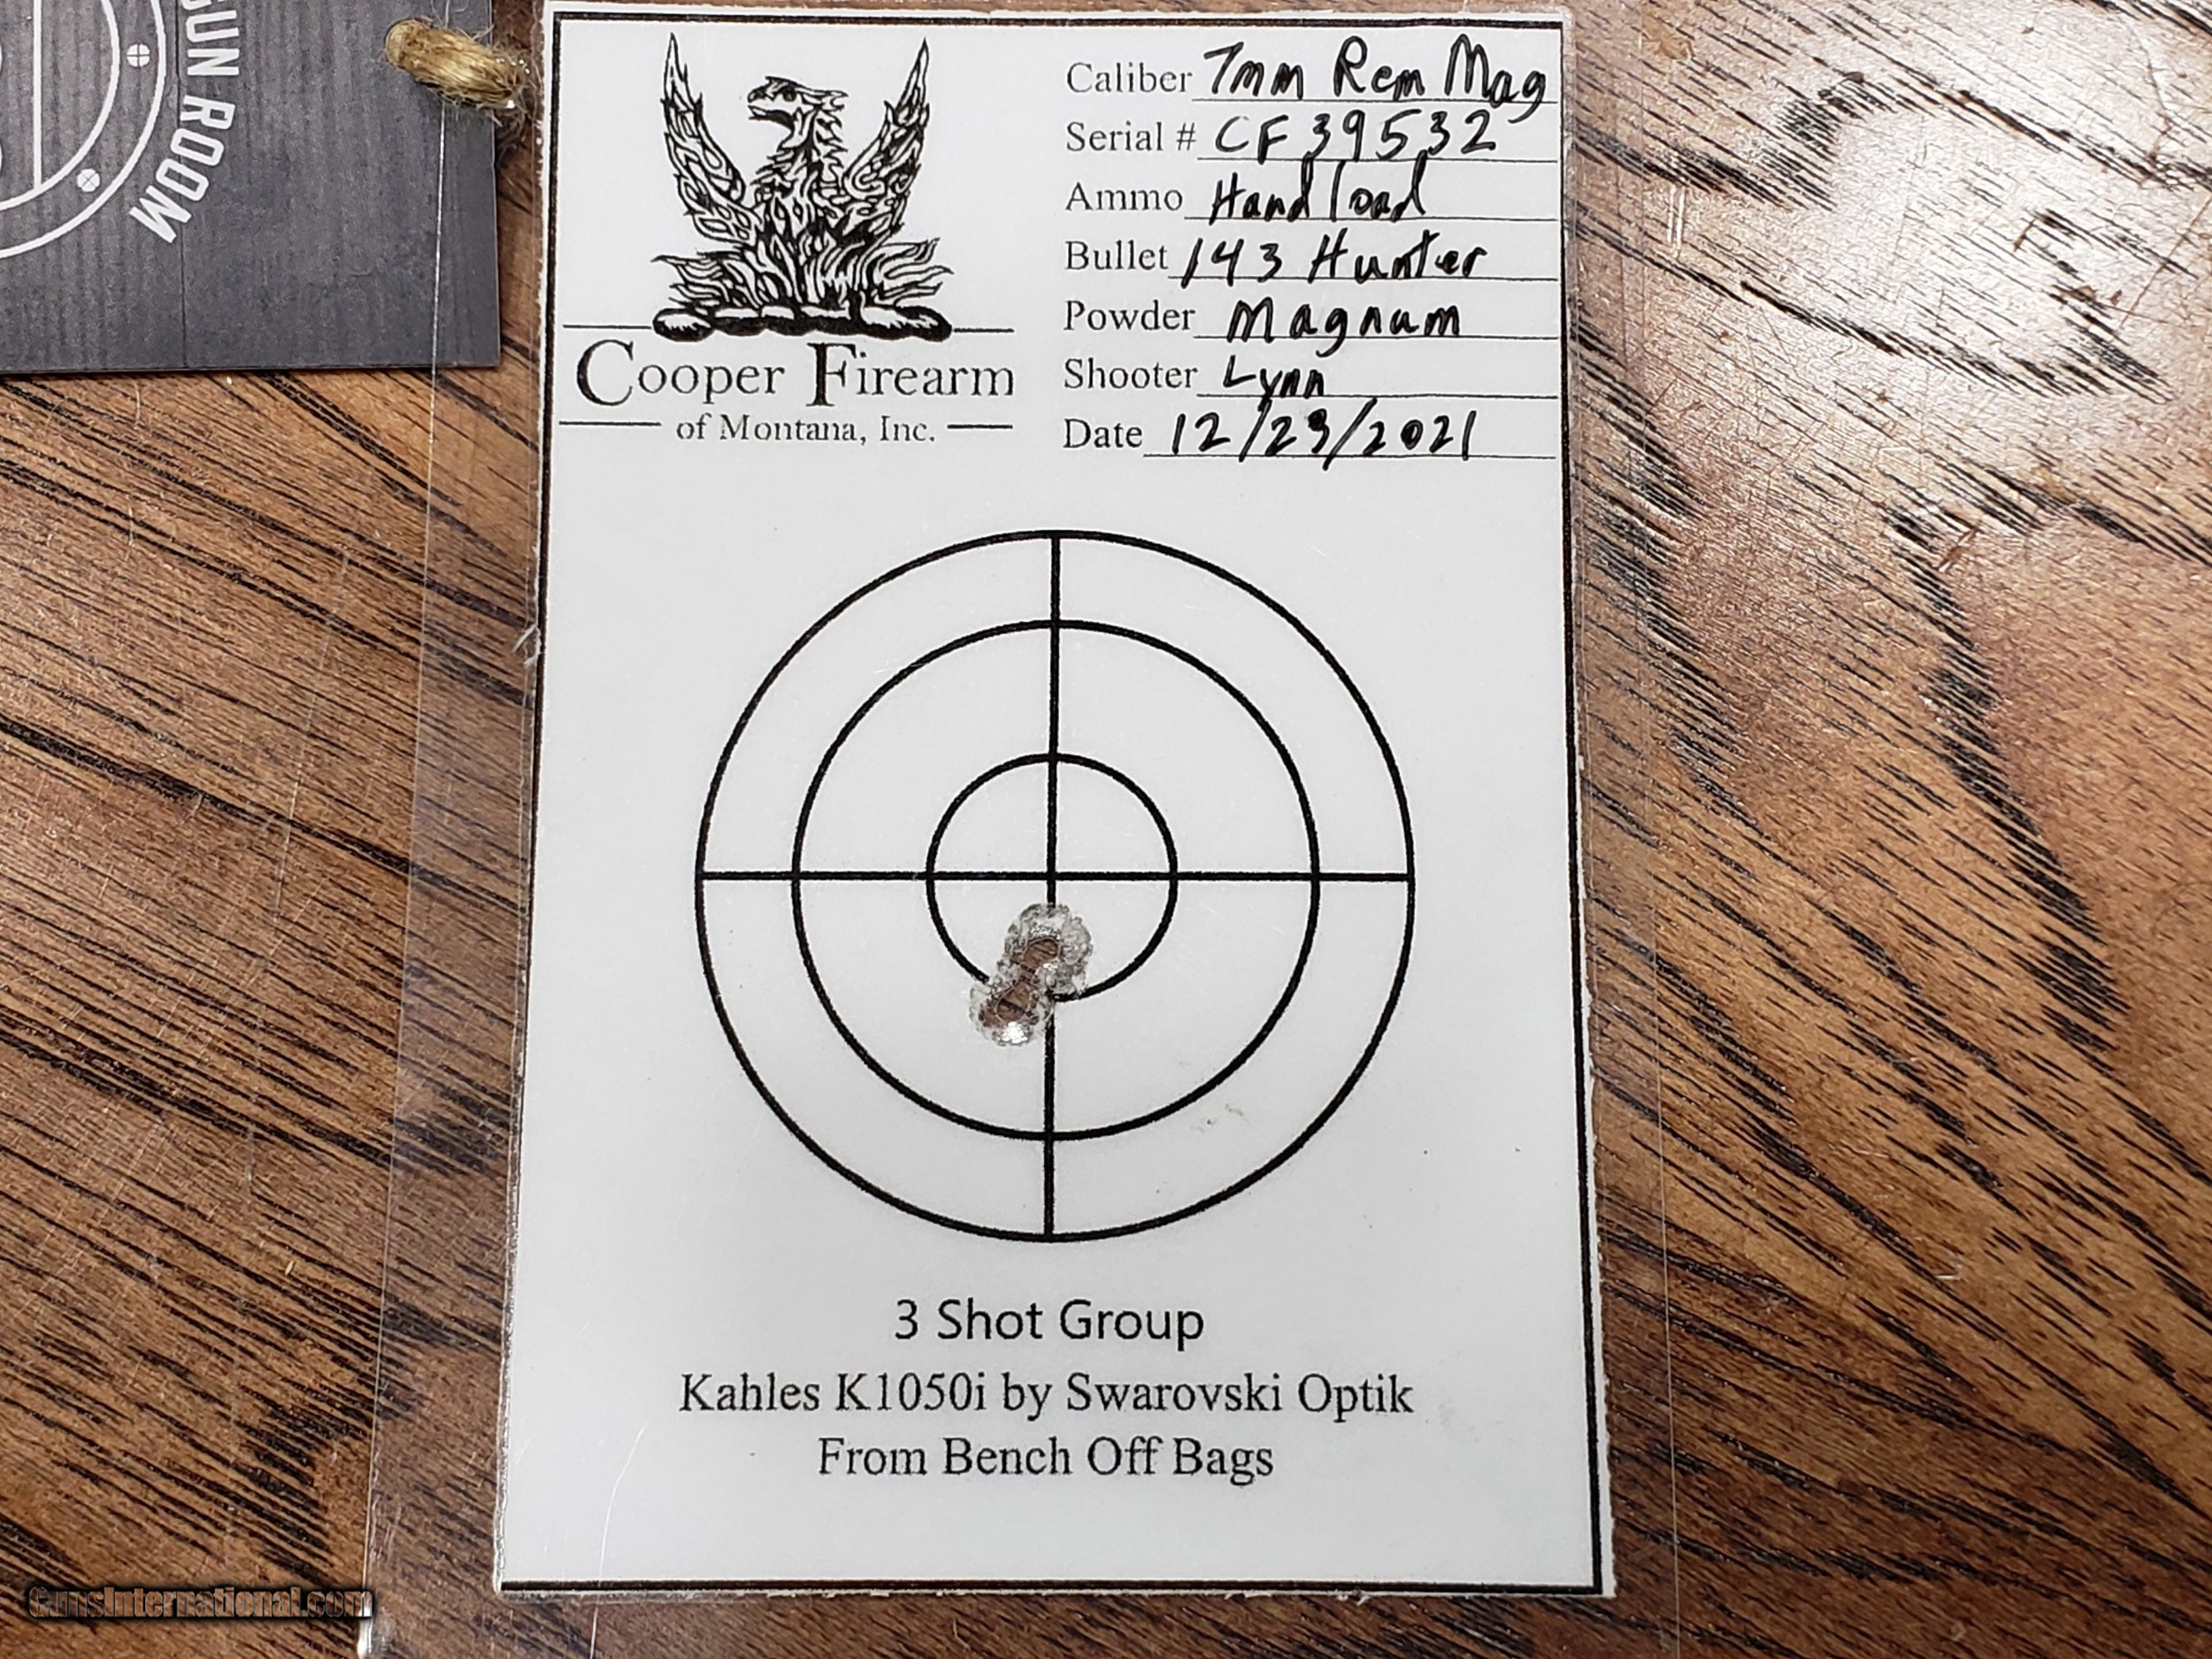 GUN ROOM
Caliber 7mm Rem Mag
Serial # CF39532
Ammo Hand load
Bullet 143 Hunter
Powder Magnum
Shooter Lynn
Date 12/23/2021
Cooper Firearm
of Montana, Inc.
3 Shot Group
Kahles K1050i by Swarovski Optik
From Bench Off Bags
GunsInternational.com